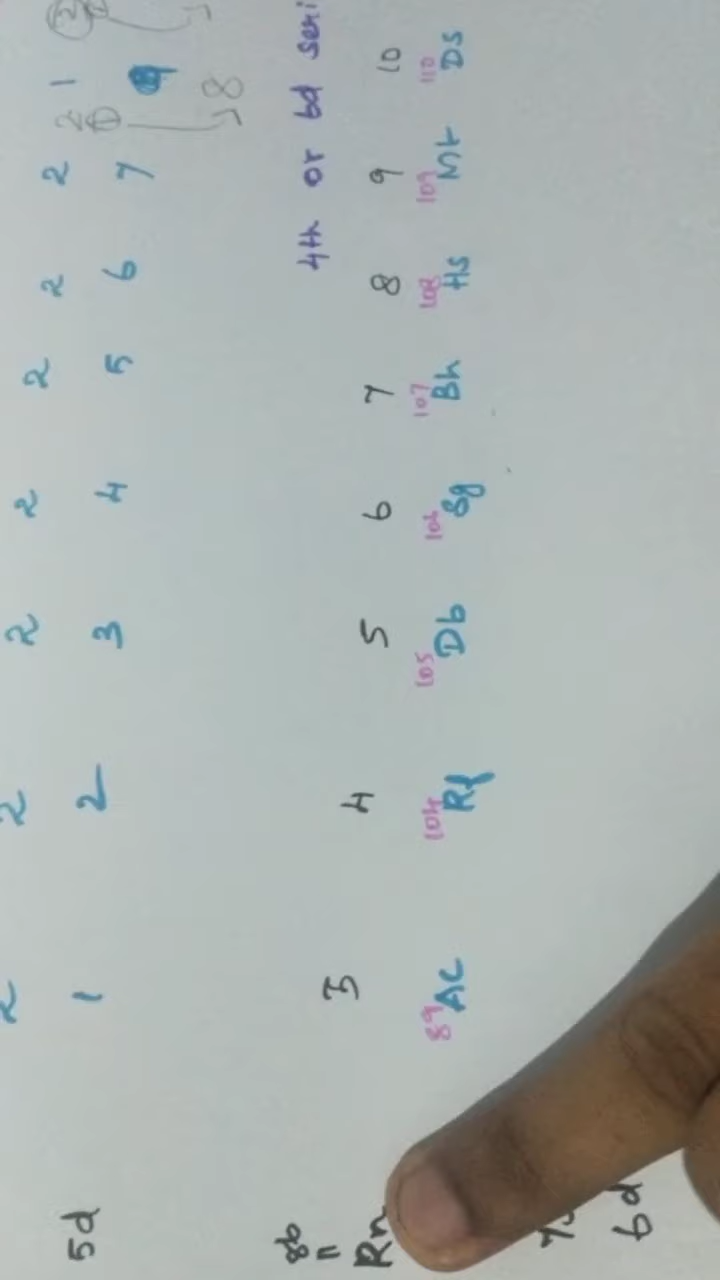 2 2 2 2 2 2 2 1
5d 1 2 3 4 5 6 7
8
4th or 6d seri
3 4 5 6 7 8 9 10
86
Rn 89Ac 104Rf 105Db 106Sg 107Bh 108Hs 109Mt 110Ds
6d